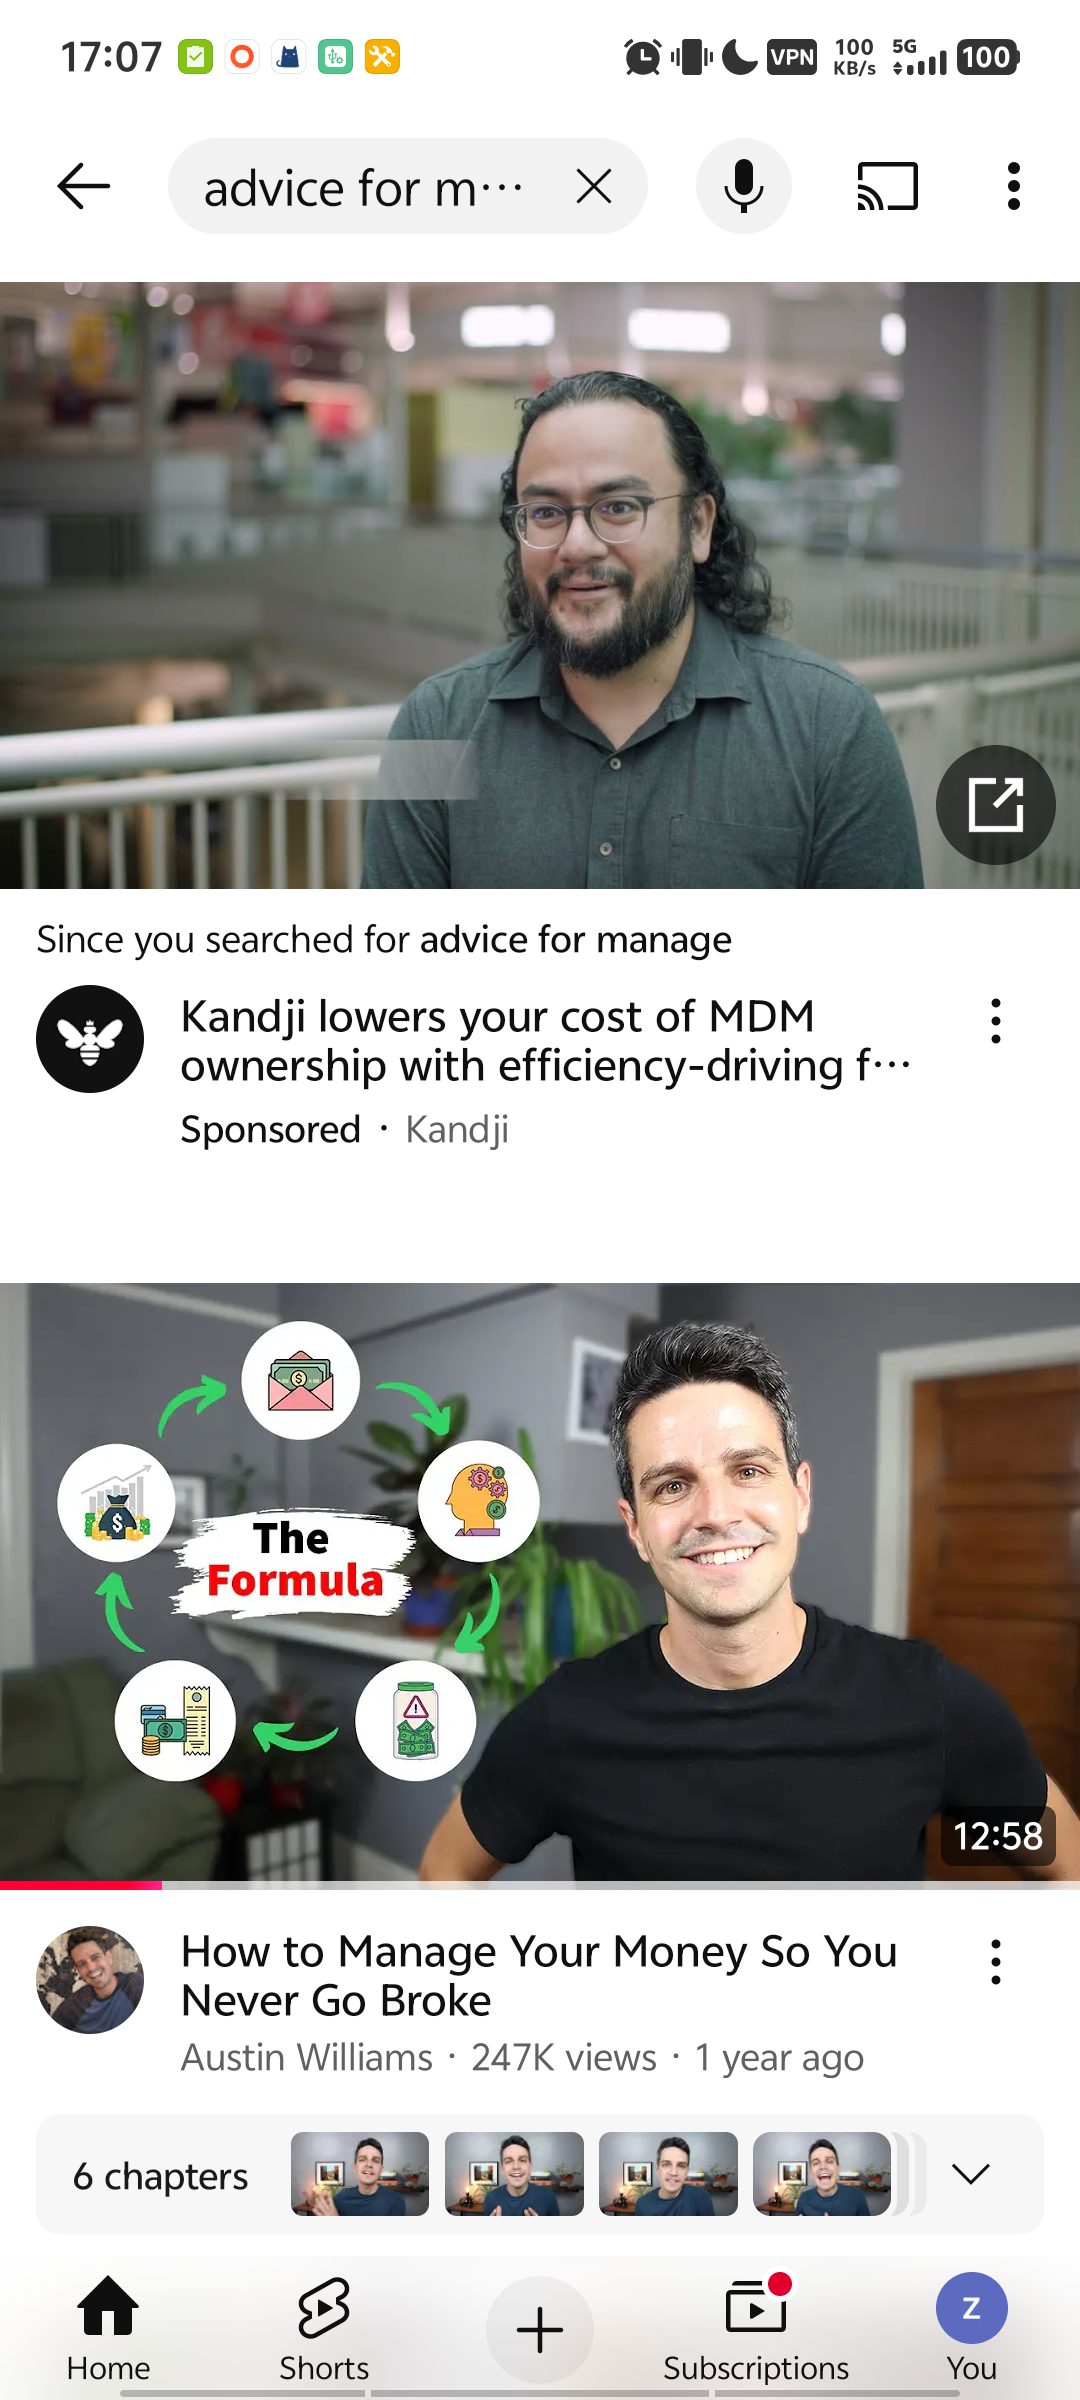 17:07
VPN
100
KB/s
5G
100
advice for m···
Since you searched for advice for manage
Kandji lowers your cost of MDM
ownership with efficiency-driving f···
Sponsored · Kandji
The
Formula
12:58
How to Manage Your Money So You
Never Go Broke
Austin Williams · 247K views · 1 year ago
6 chapters
Home
Shorts
Subscriptions
Z
You